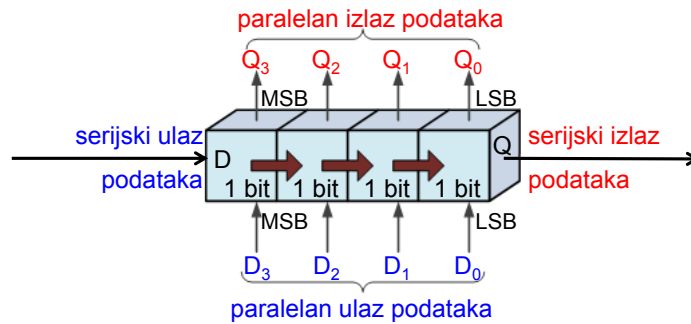 paralelan izlaz podataka
Q₃ Q₂ Q₁ Q₀
MSB LSB
serijski ulaz D Q serijski izlaz
podataka 1 bit 1 bit 1 bit 1 bit podataka
MSB LSB
D₃ D₂ D₁ D₀
paralelan ulaz podataka